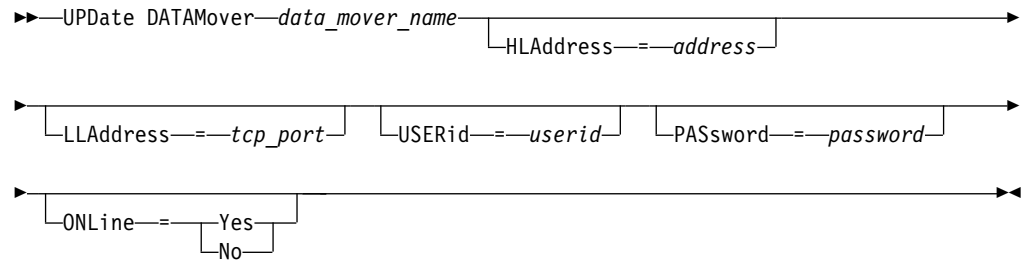 UPDate DATAMover data_mover_name
HLAddress = address
LLAddress = tcp_port USERid = userid PASsword = password
ONLine = Yes
No